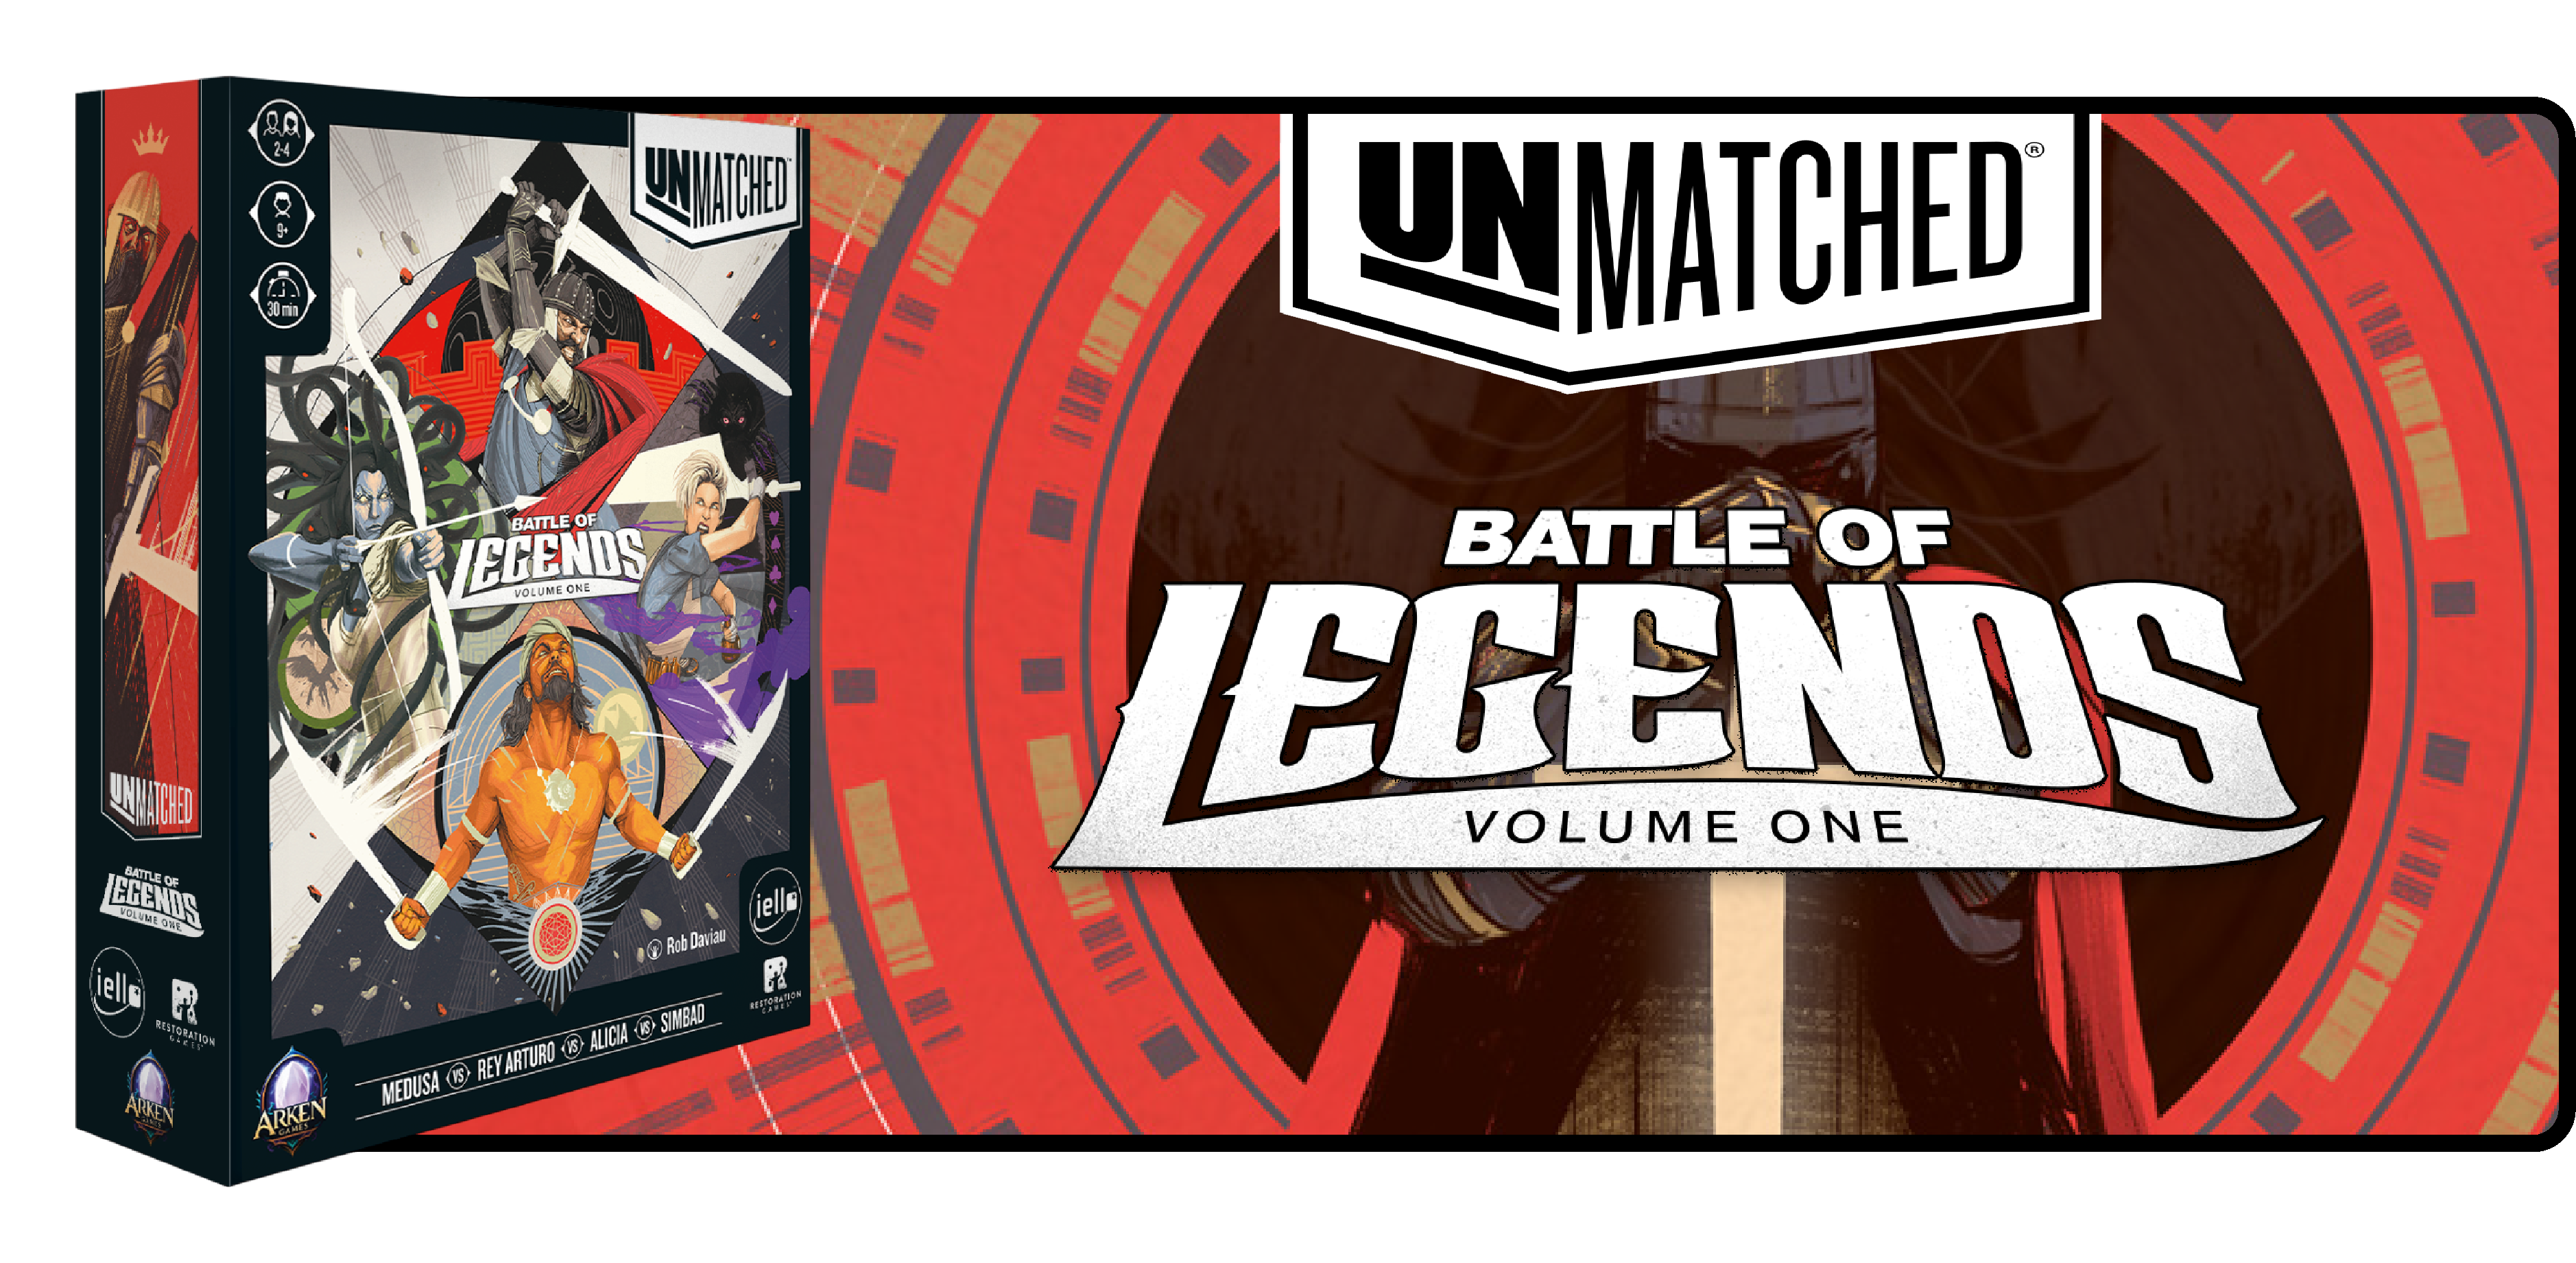 UNMATCHED
BATTLE OF
LEGENDS
VOLUME ONE
iello
RESTORATION
GAMES
ARKEN
GAMES
2-4
9+
30 min
UNMATCHED™
BATTLE OF
LEGENDS
VOLUME ONE
Rob Daviau
iello
RESTORATION
GAMES
MEDUSA VS REY ARTURO VS ALICIA VS SIMBAD
ARKEN
GAMES
UNMATCHED®
BATTLE OF
LEGENDS
VOLUME ONE